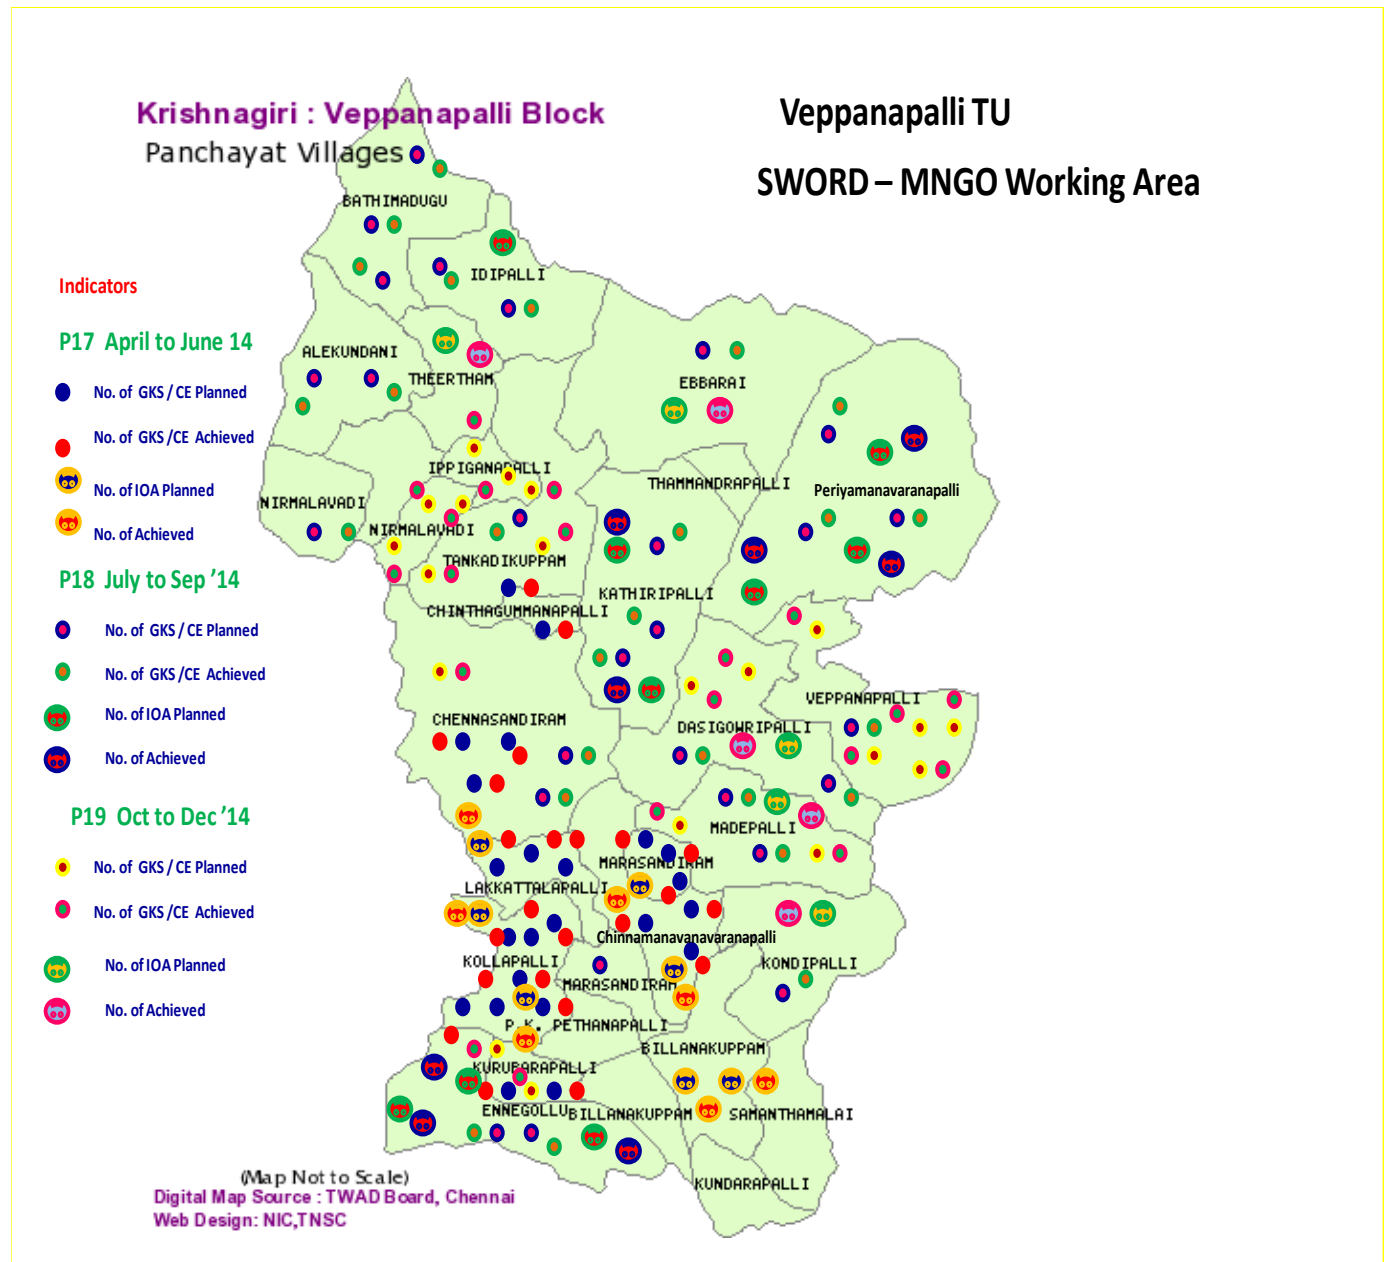 Krishnagiri : Veppanapalli Block
Panchayat Villages
Veppanapalli TU
SWORD – MNGO Working Area
Indicators
P17 April to June 14
No. of GKS / CE Planned
No. of GKS /CE Achieved
No. of IOA Planned
No. of Achieved
P18 July to Sep ’14
No. of GKS / CE Planned
No. of GKS /CE Achieved
No. of IOA Planned
No. of Achieved
P19 Oct to Dec ’14
No. of GKS / CE Planned
No. of GKS /CE Achieved
No. of IOA Planned
No. of Achieved
BATHIMADUGU
IDIPALLI
ALEKUNDANI
THEERTHAM
EBBARAI
IPPIGANAPALLI
THAMMANDRAPALLI
Periyamanavaranapalli
NIRMALAVADI
NIRMALAVADI
TANKADIKUPPAM
KATHIRIPALLI
CHINTHAGUMMANAPALLI
VEPPANAPALLI
CHENNASANDIRAM
DASIGOWRIPALLI
MADEPALLI
MARASANDIRAM
LAKKATTALAPALLI
Chinnamanavanavaranapalli
KOLLAPALLI
KONDIPALLI
MARASANDIRAM
P.K. PETHANAPALLI
BILLANAKUPPAM
KURUBARAPALLI
ENNEGOLLU
BILLANAKUPPAM
SAMANTHAMALAI
KUNDARAPALLI
(Map Not to Scale)
Digital Map Source : TWAD Board, Chennai
Web Design: NIC,TNSC